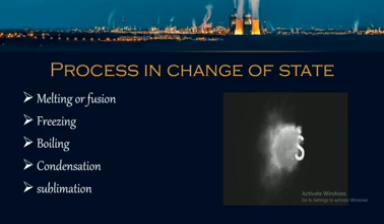 PROCESS IN CHANGE OF STATE
Melting or fusion
Freezing
Boiling
Condensation
sublimation
S
Activate Windows
Go to Settings to activate Windows